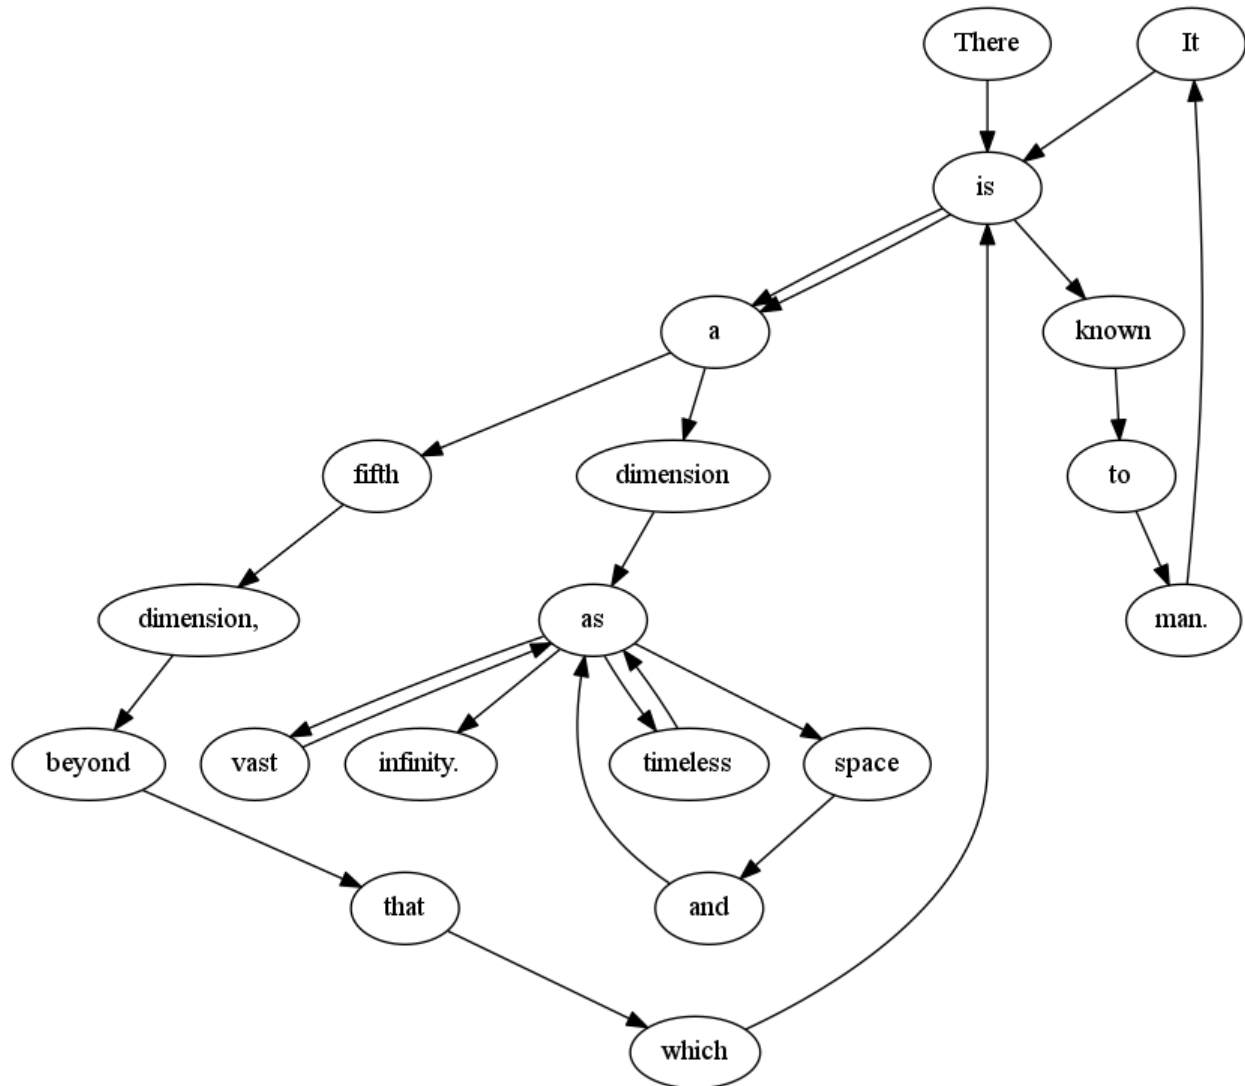 There
It
is
a
known
fifth
dimension
to
dimension,
as
man.
beyond
vast
infinity.
timeless
space
that
and
which